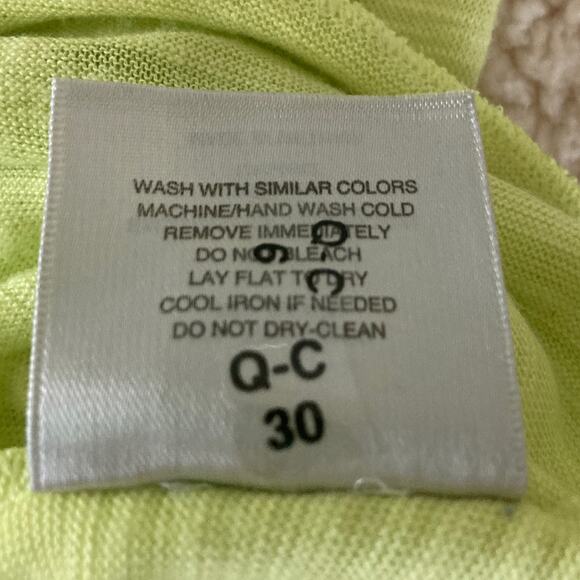 WASH WITH SIMILAR COLORS
MACHINE/HAND WASH COLD
REMOVE IMMEDIATELY
DO NOT BLEACH
LAY FLAT TO DRY
COOL IRON IF NEEDED
DO NOT DRY-CLEAN
Q-C
6
Q-C
30